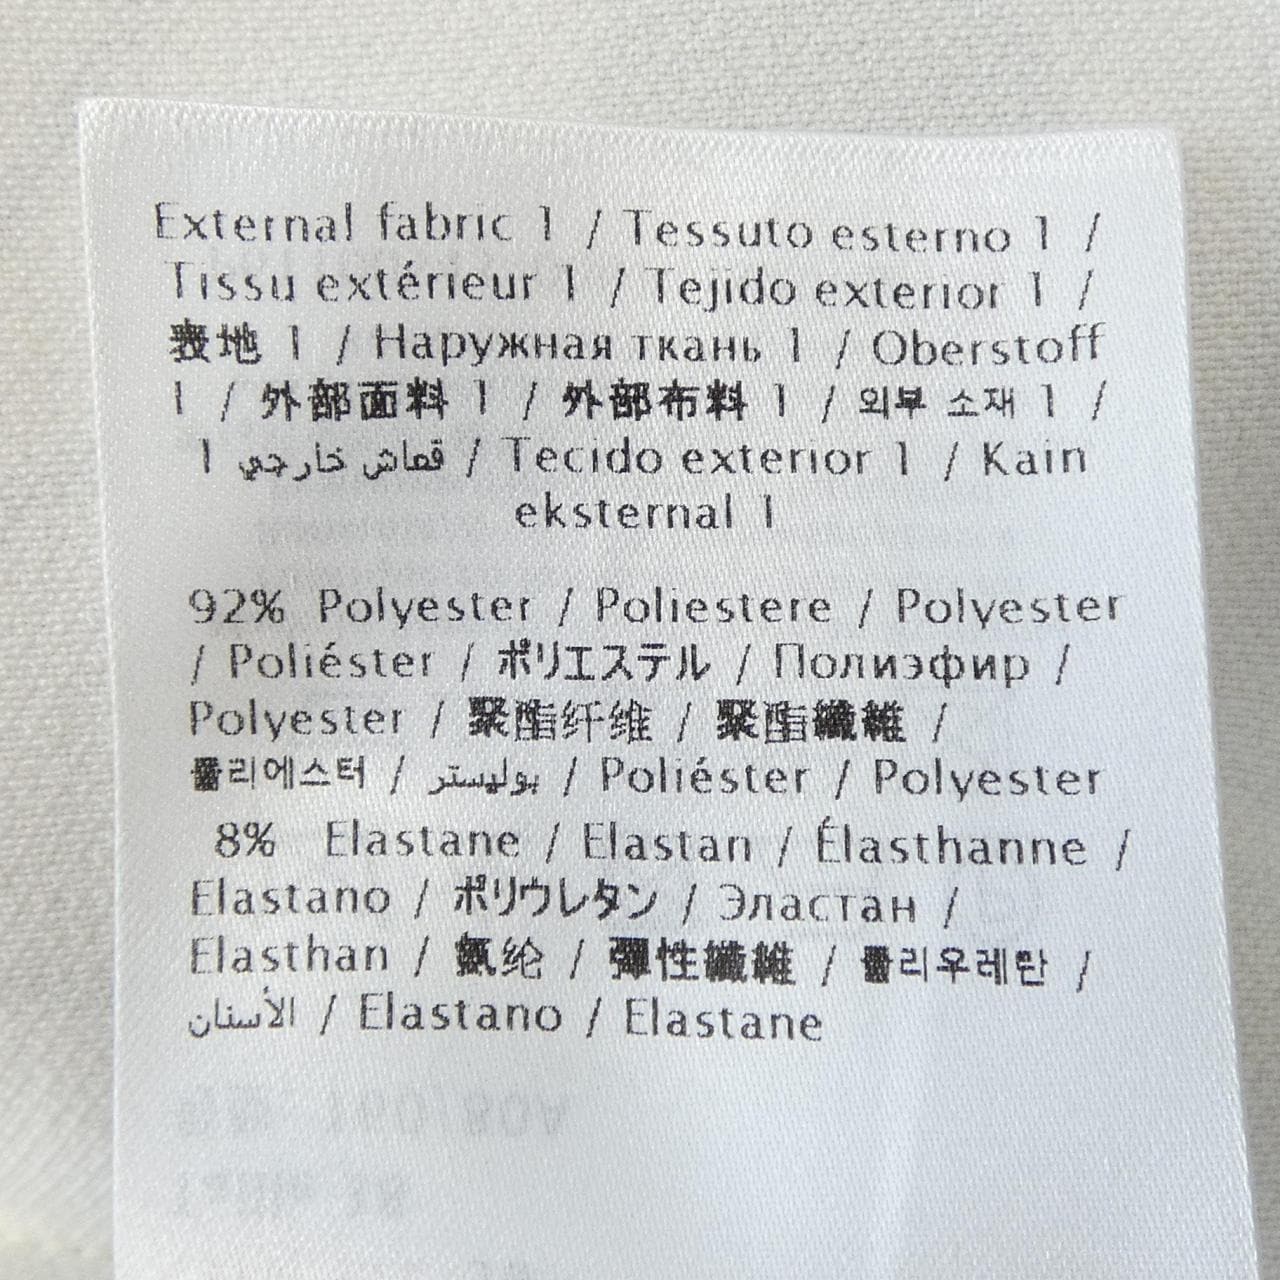 External fabric 1 / Tessuto esterno 1 /
Tissu extérieur 1 / Tejido exterior 1 /
表地 1 / Наружная ткань 1 / Oberstoff
1 / 外部面料 1 / 外部布料 1 / 외부 소재 1 /
1 قماش خارجي / Tecido exterior 1 / Kain
eksternal 1
92% Polyester / Poliestere / Polyester
/ Poliéster / ポリエステル / Полиэфир /
Polyester / 聚酯纤维 / 聚酯纖維 /
폴리에스터 / بوليستر / Poliéster / Polyester
8% Elastane / Elastan / Élasthanne /
Elastano / ポリウレタン / Эластан /
Elasthan / 氨纶 / 彈性纖維 / 폴리우레탄 /
الأستان / Elastano / Elastane